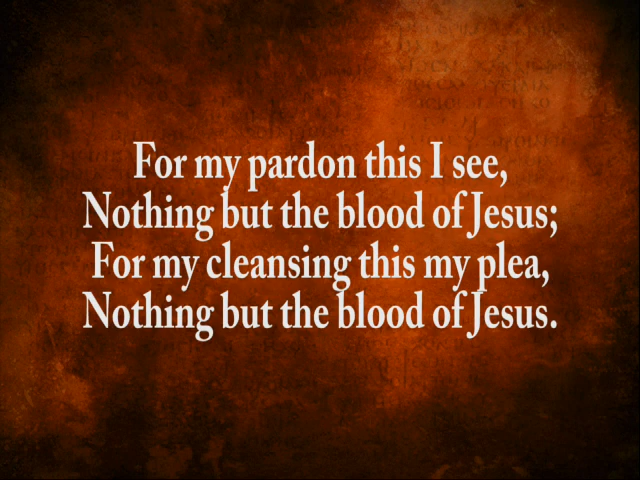 For my pardon this I see,
Nothing but the blood of Jesus;
For my cleansing this my plea,
Nothing but the blood of Jesus.